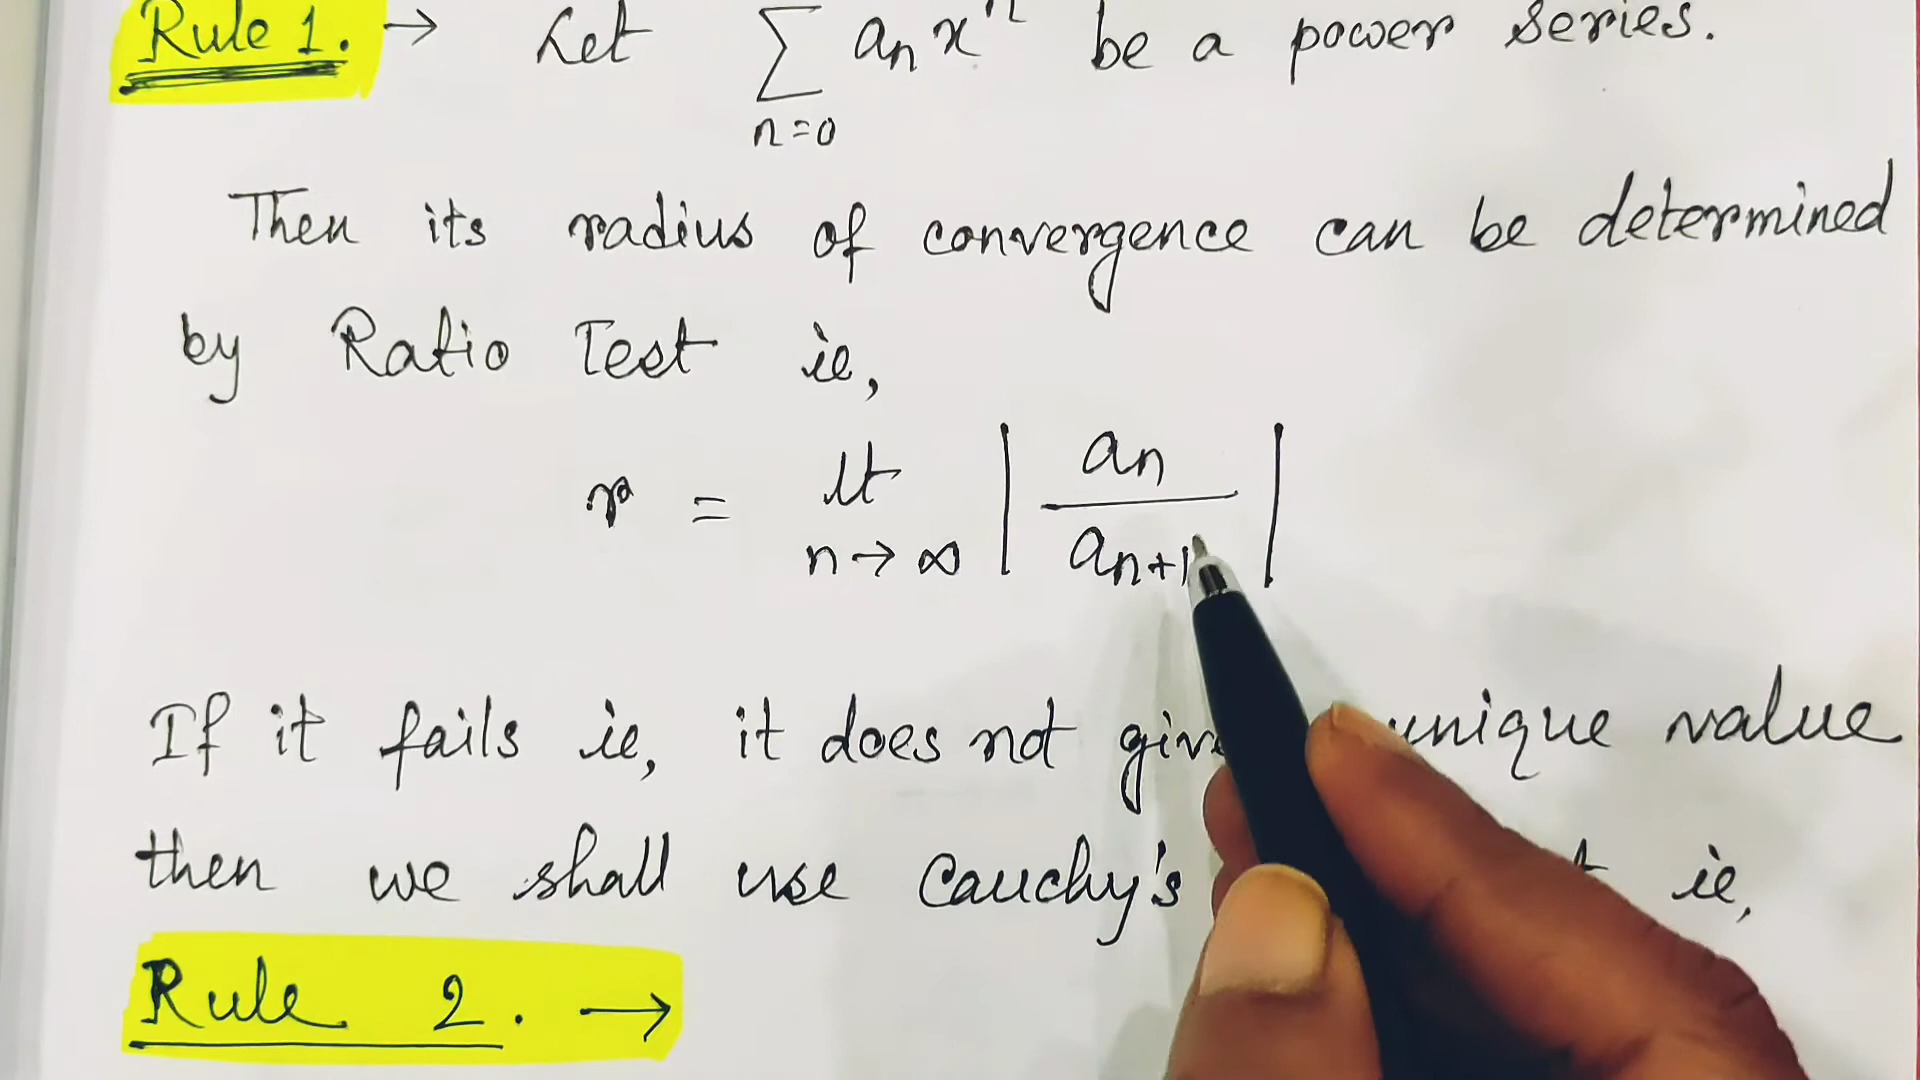 Rule 1. → Let ∑ aₙ xⁿ be a power series.
n=0
Then its radius of convergence can be determined
by Ratio Test ie,
r = lt | aₙ / aₙ₊₁ |
n→∞
If it fails ie, it does not unique value
then we shall use Cauchy's ie,
Rule 2. →